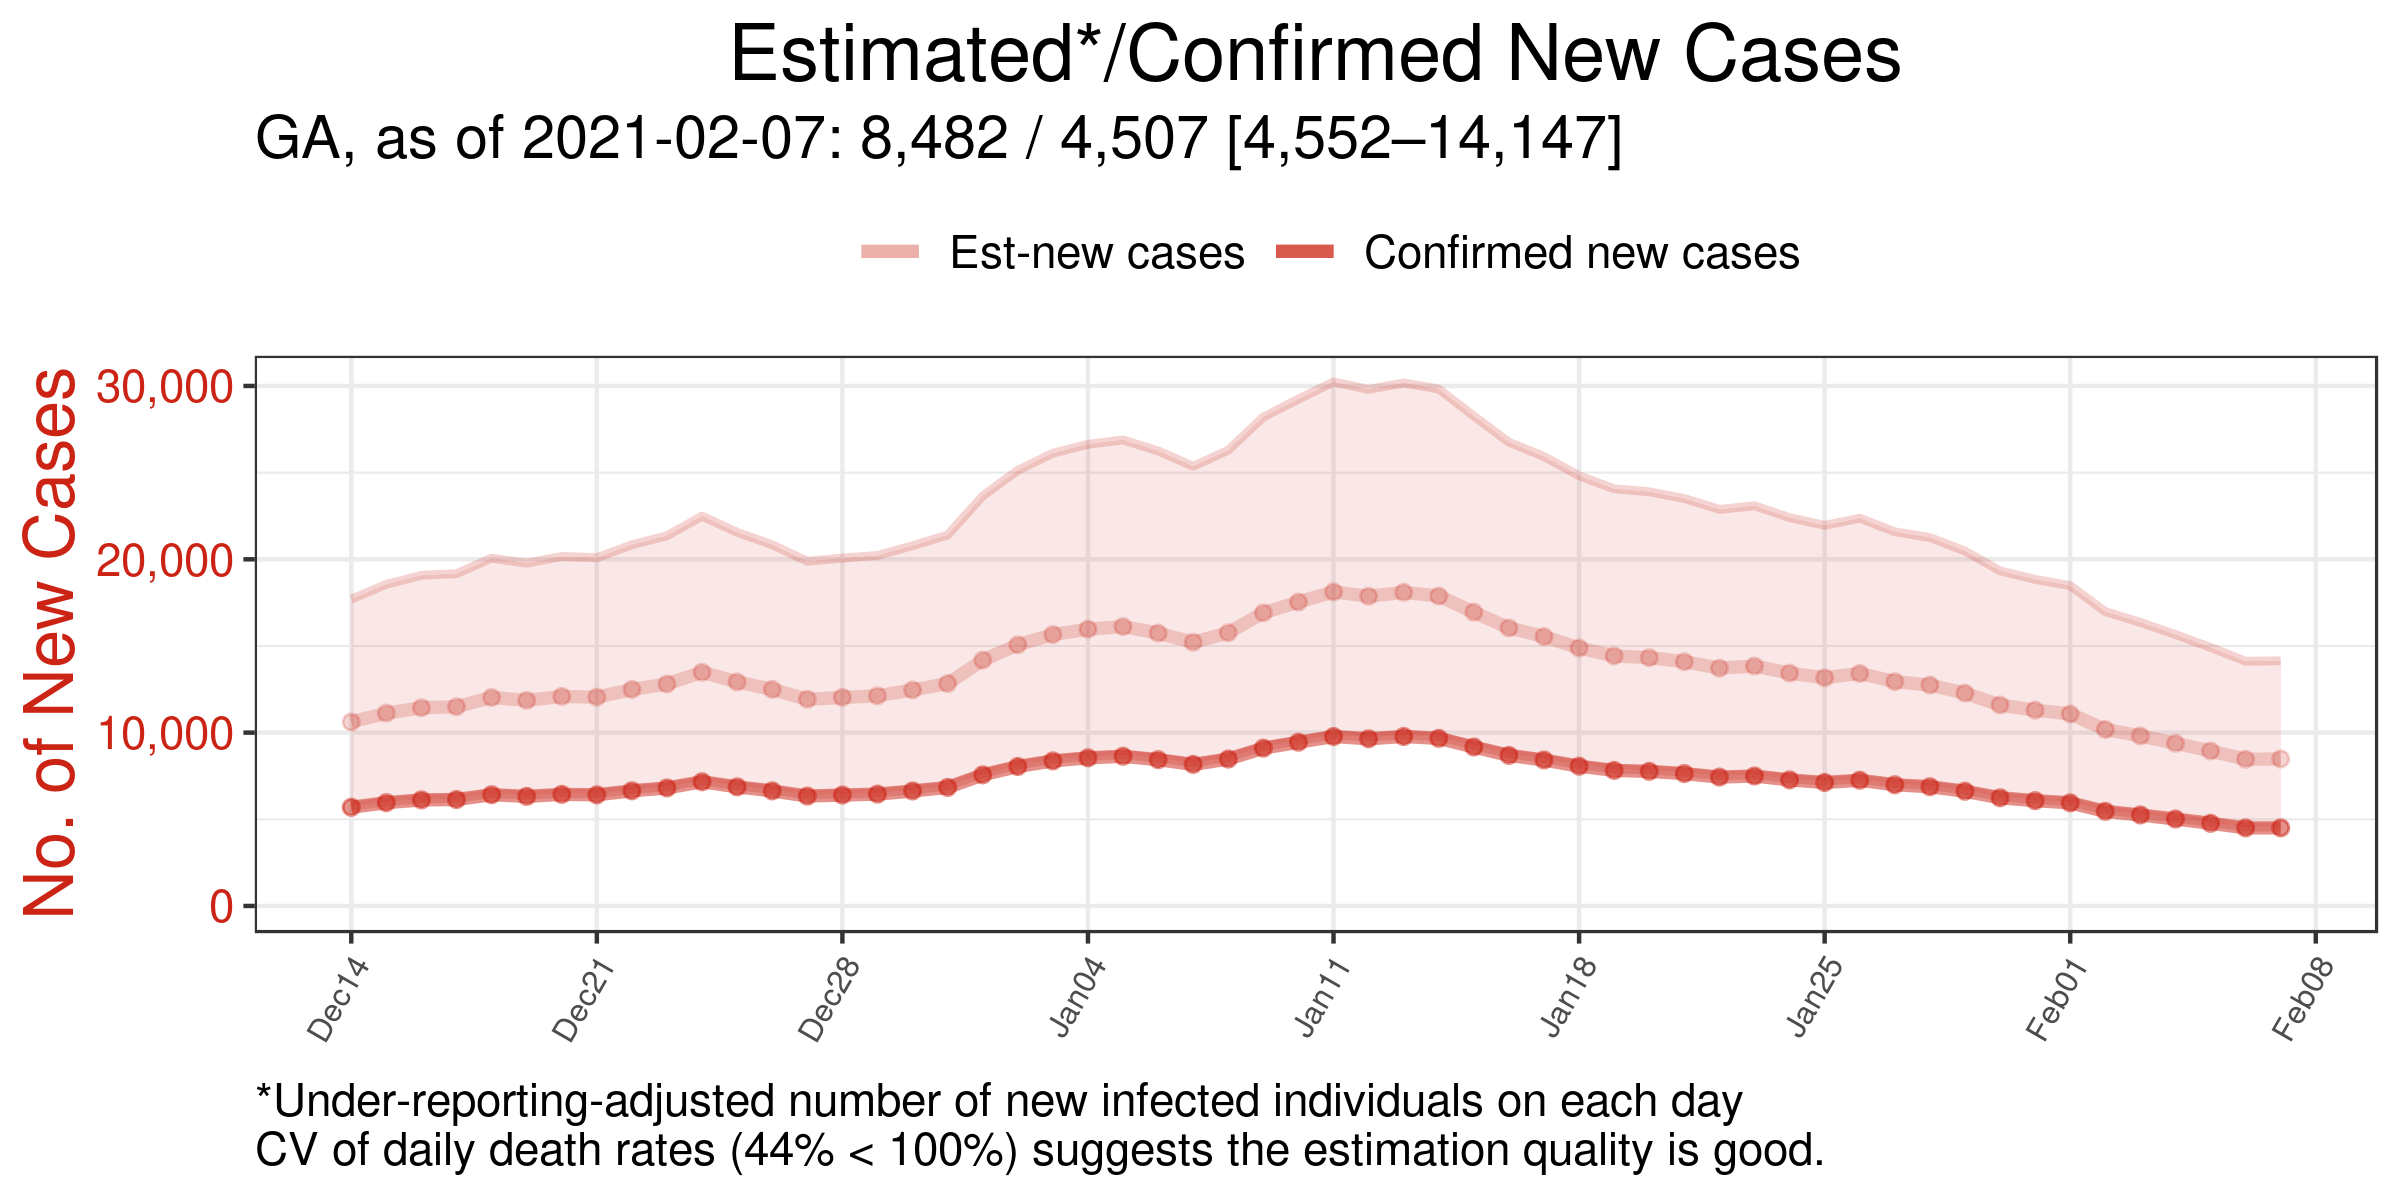 Estimated*/Confirmed New Cases
GA, as of 2021-02-07: 8,482 / 4,507 [4,552–14,147]
Est-new cases
Confirmed new cases
No. of New Cases
30,000
20,000
10,000
0
Dec14
Dec21
Dec28
Jan04
Jan11
Jan18
Jan25
Feb01
Feb08
*Under-reporting-adjusted number of new infected individuals on each day
CV of daily death rates (44% < 100%) suggests the estimation quality is good.